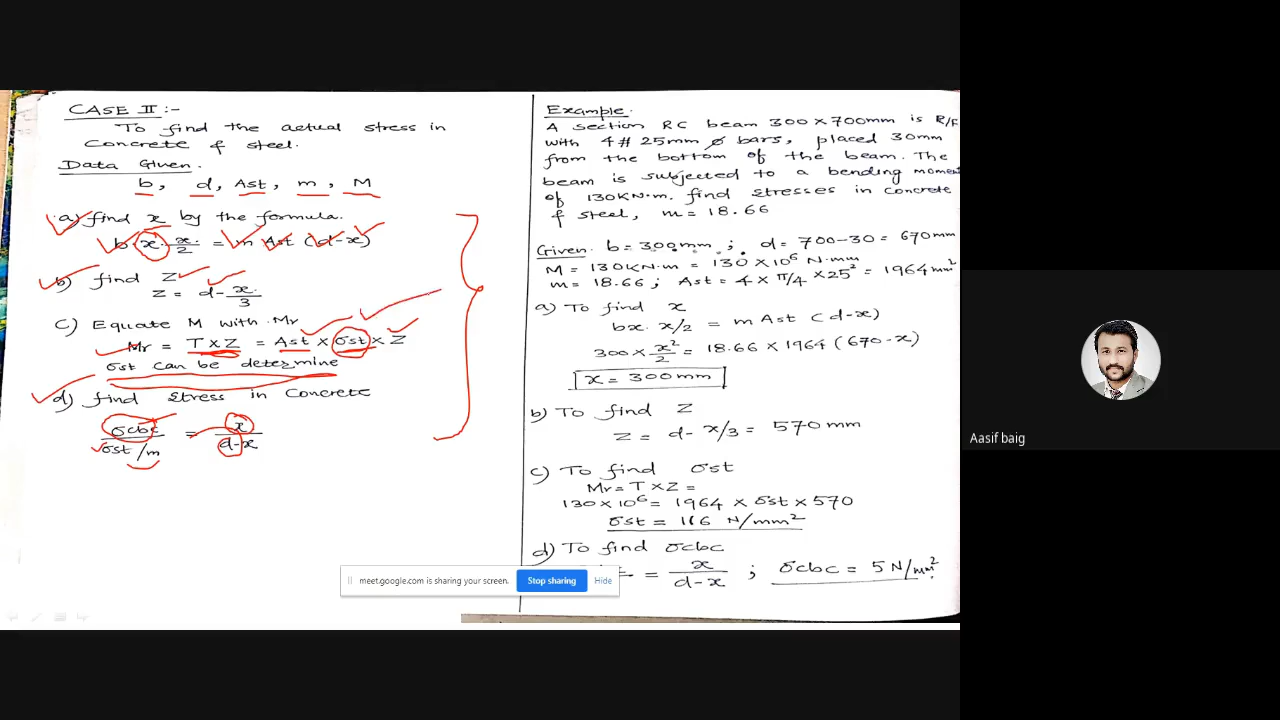 CASE II :-
To find the actual stress in
Concrete & steel.
Data Given.
b, d, Ast, m, M
a) find x by the formula.
b x. x/2 = m Ast (d-x)
b) find Z
Z = d - x/3
c) Equate M with Mr
Mr = T x Z = Ast x σst x Z
σst can be determine
d) find stress in Concrete
σcbc / σst/m = x / d-x
Example.
A section RC beam 300 x 700mm is R/F
with 4 # 25mm ø bars, placed 30mm
from the bottom of the beam. The
beam is subjected to a bending momen
of 130KN.m. find stresses in concrete
& steel, m = 18.66
Given. b = 300mm ; d = 700-30 = 670mm
M = 130KN.m = 130 x 10⁶ N.mm
m = 18.66; Ast = 4 x π/4 x 25² = 1964 mm²
a) To find x
bx. x/2 = m Ast (d-x)
300 x x²/2 = 18.66 x 1964 (670-x)
x = 300mm
b) To find Z
Z = d - x/3 = 570 mm
c) To find σst
Mr = T x Z =
130 x 10⁶ = 1964 x σst x 570
σst = 116 N/mm²
d) To find σcbc
= x / d-x ; σcbc = 5 N/mm²
meet.google.com is sharing your screen.
Stop sharing
Hide
Aasif baig